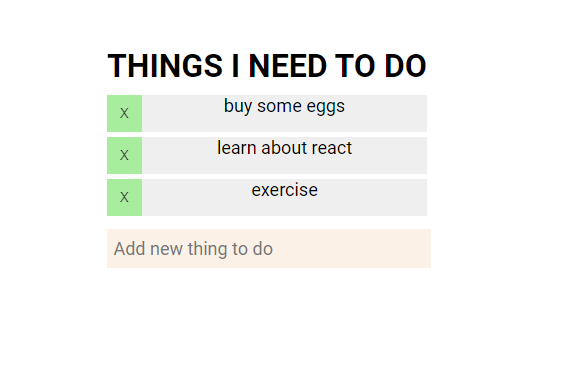 THINGS I NEED TO DO
X buy some eggs
X learn about react
X exercise
Add new thing to do